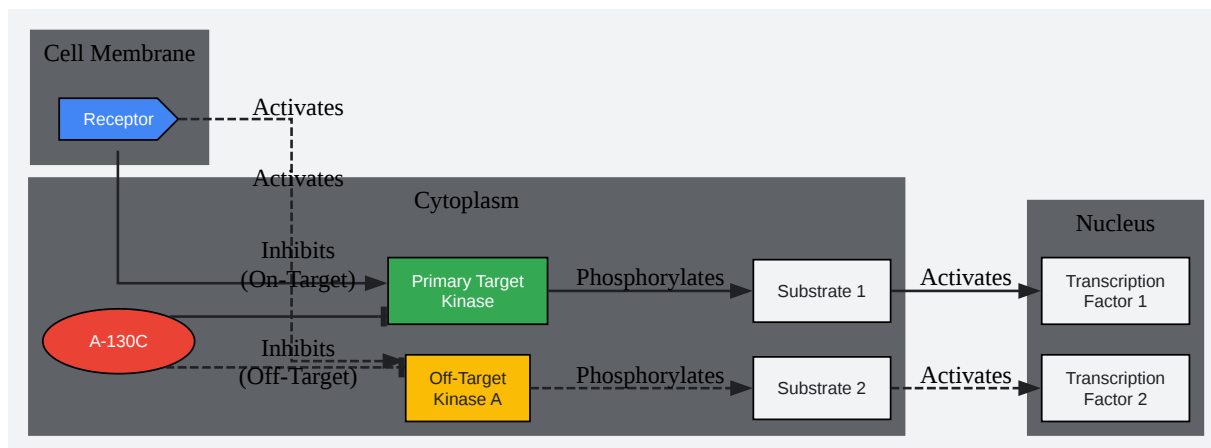 Cell Membrane
Receptor
Activates
Activates
Cytoplasm
Nucleus
Inhibits
(On-Target)
Primary Target
Kinase
Phosphorylates
Substrate 1
Activates
Transcription
Factor 1
A-130C
Inhibits
(Off-Target)
Off-Target
Kinase A
Phosphorylates
Substrate 2
Activates
Transcription
Factor 2